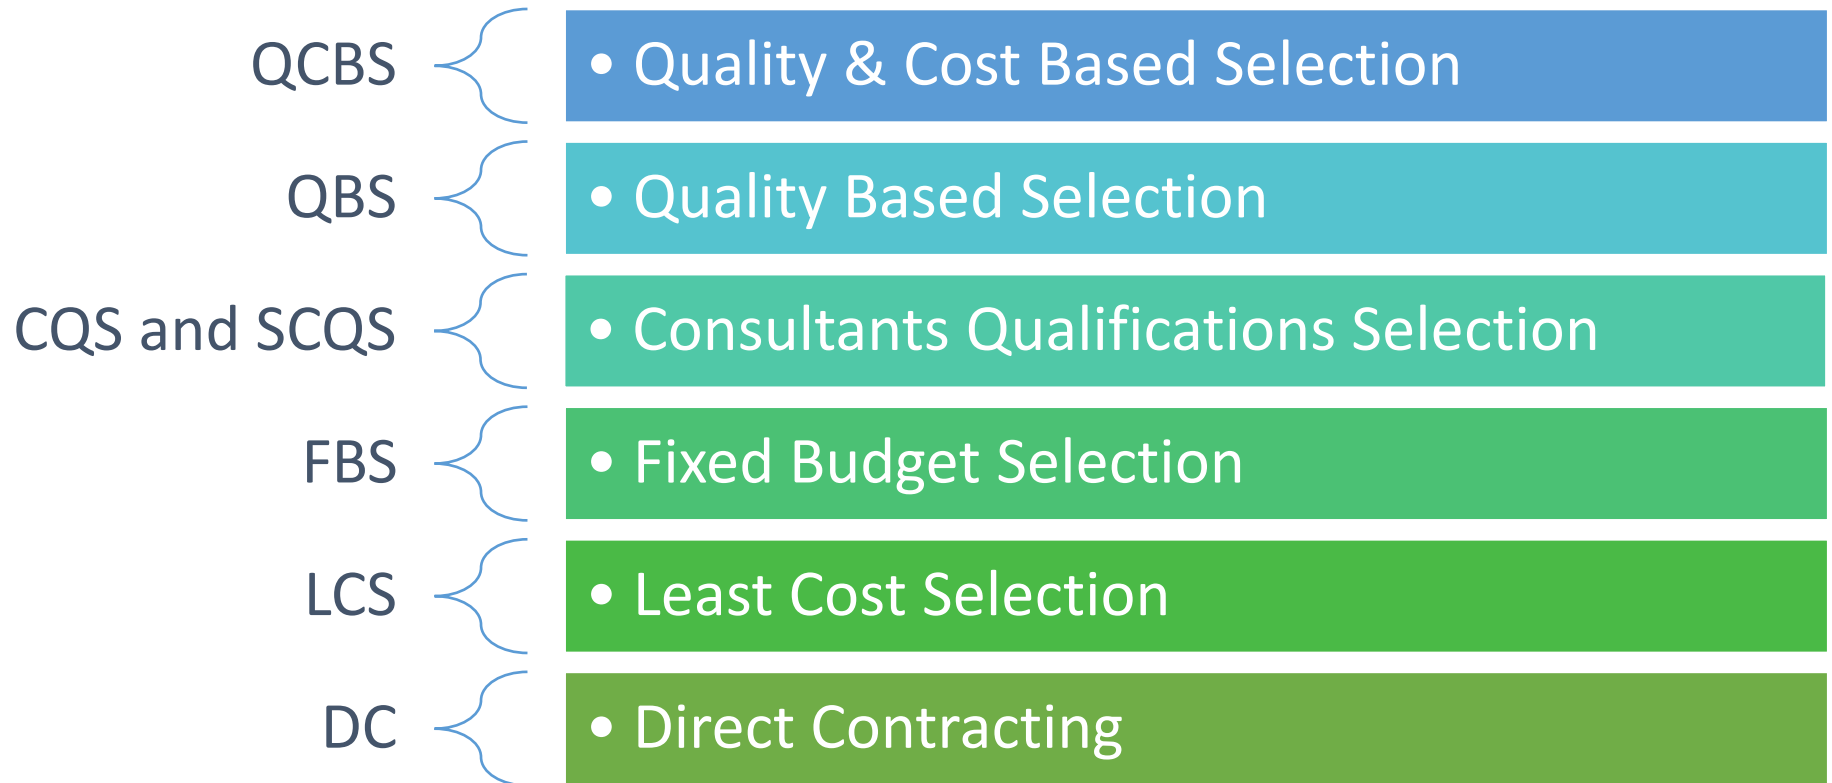 QCBS
• Quality & Cost Based Selection
QBS
• Quality Based Selection
CQS and SCQS
• Consultants Qualifications Selection
FBS
• Fixed Budget Selection
LCS
• Least Cost Selection
DC
• Direct Contracting